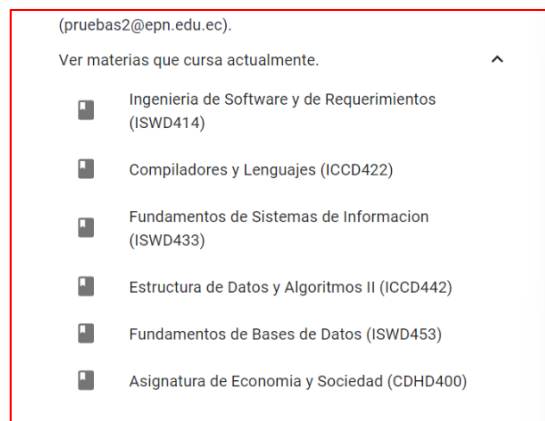 (pruebas2@epn.edu.ec).
Ver materias que cursa actualmente.
Ingenieria de Software y de Requerimientos
(ISWD414)
Compiladores y Lenguajes (ICCD422)
Fundamentos de Sistemas de Informacion
(ISWD433)
Estructura de Datos y Algoritmos II (ICCD442)
Fundamentos de Bases de Datos (ISWD453)
Asignatura de Economia y Sociedad (CDHD400)